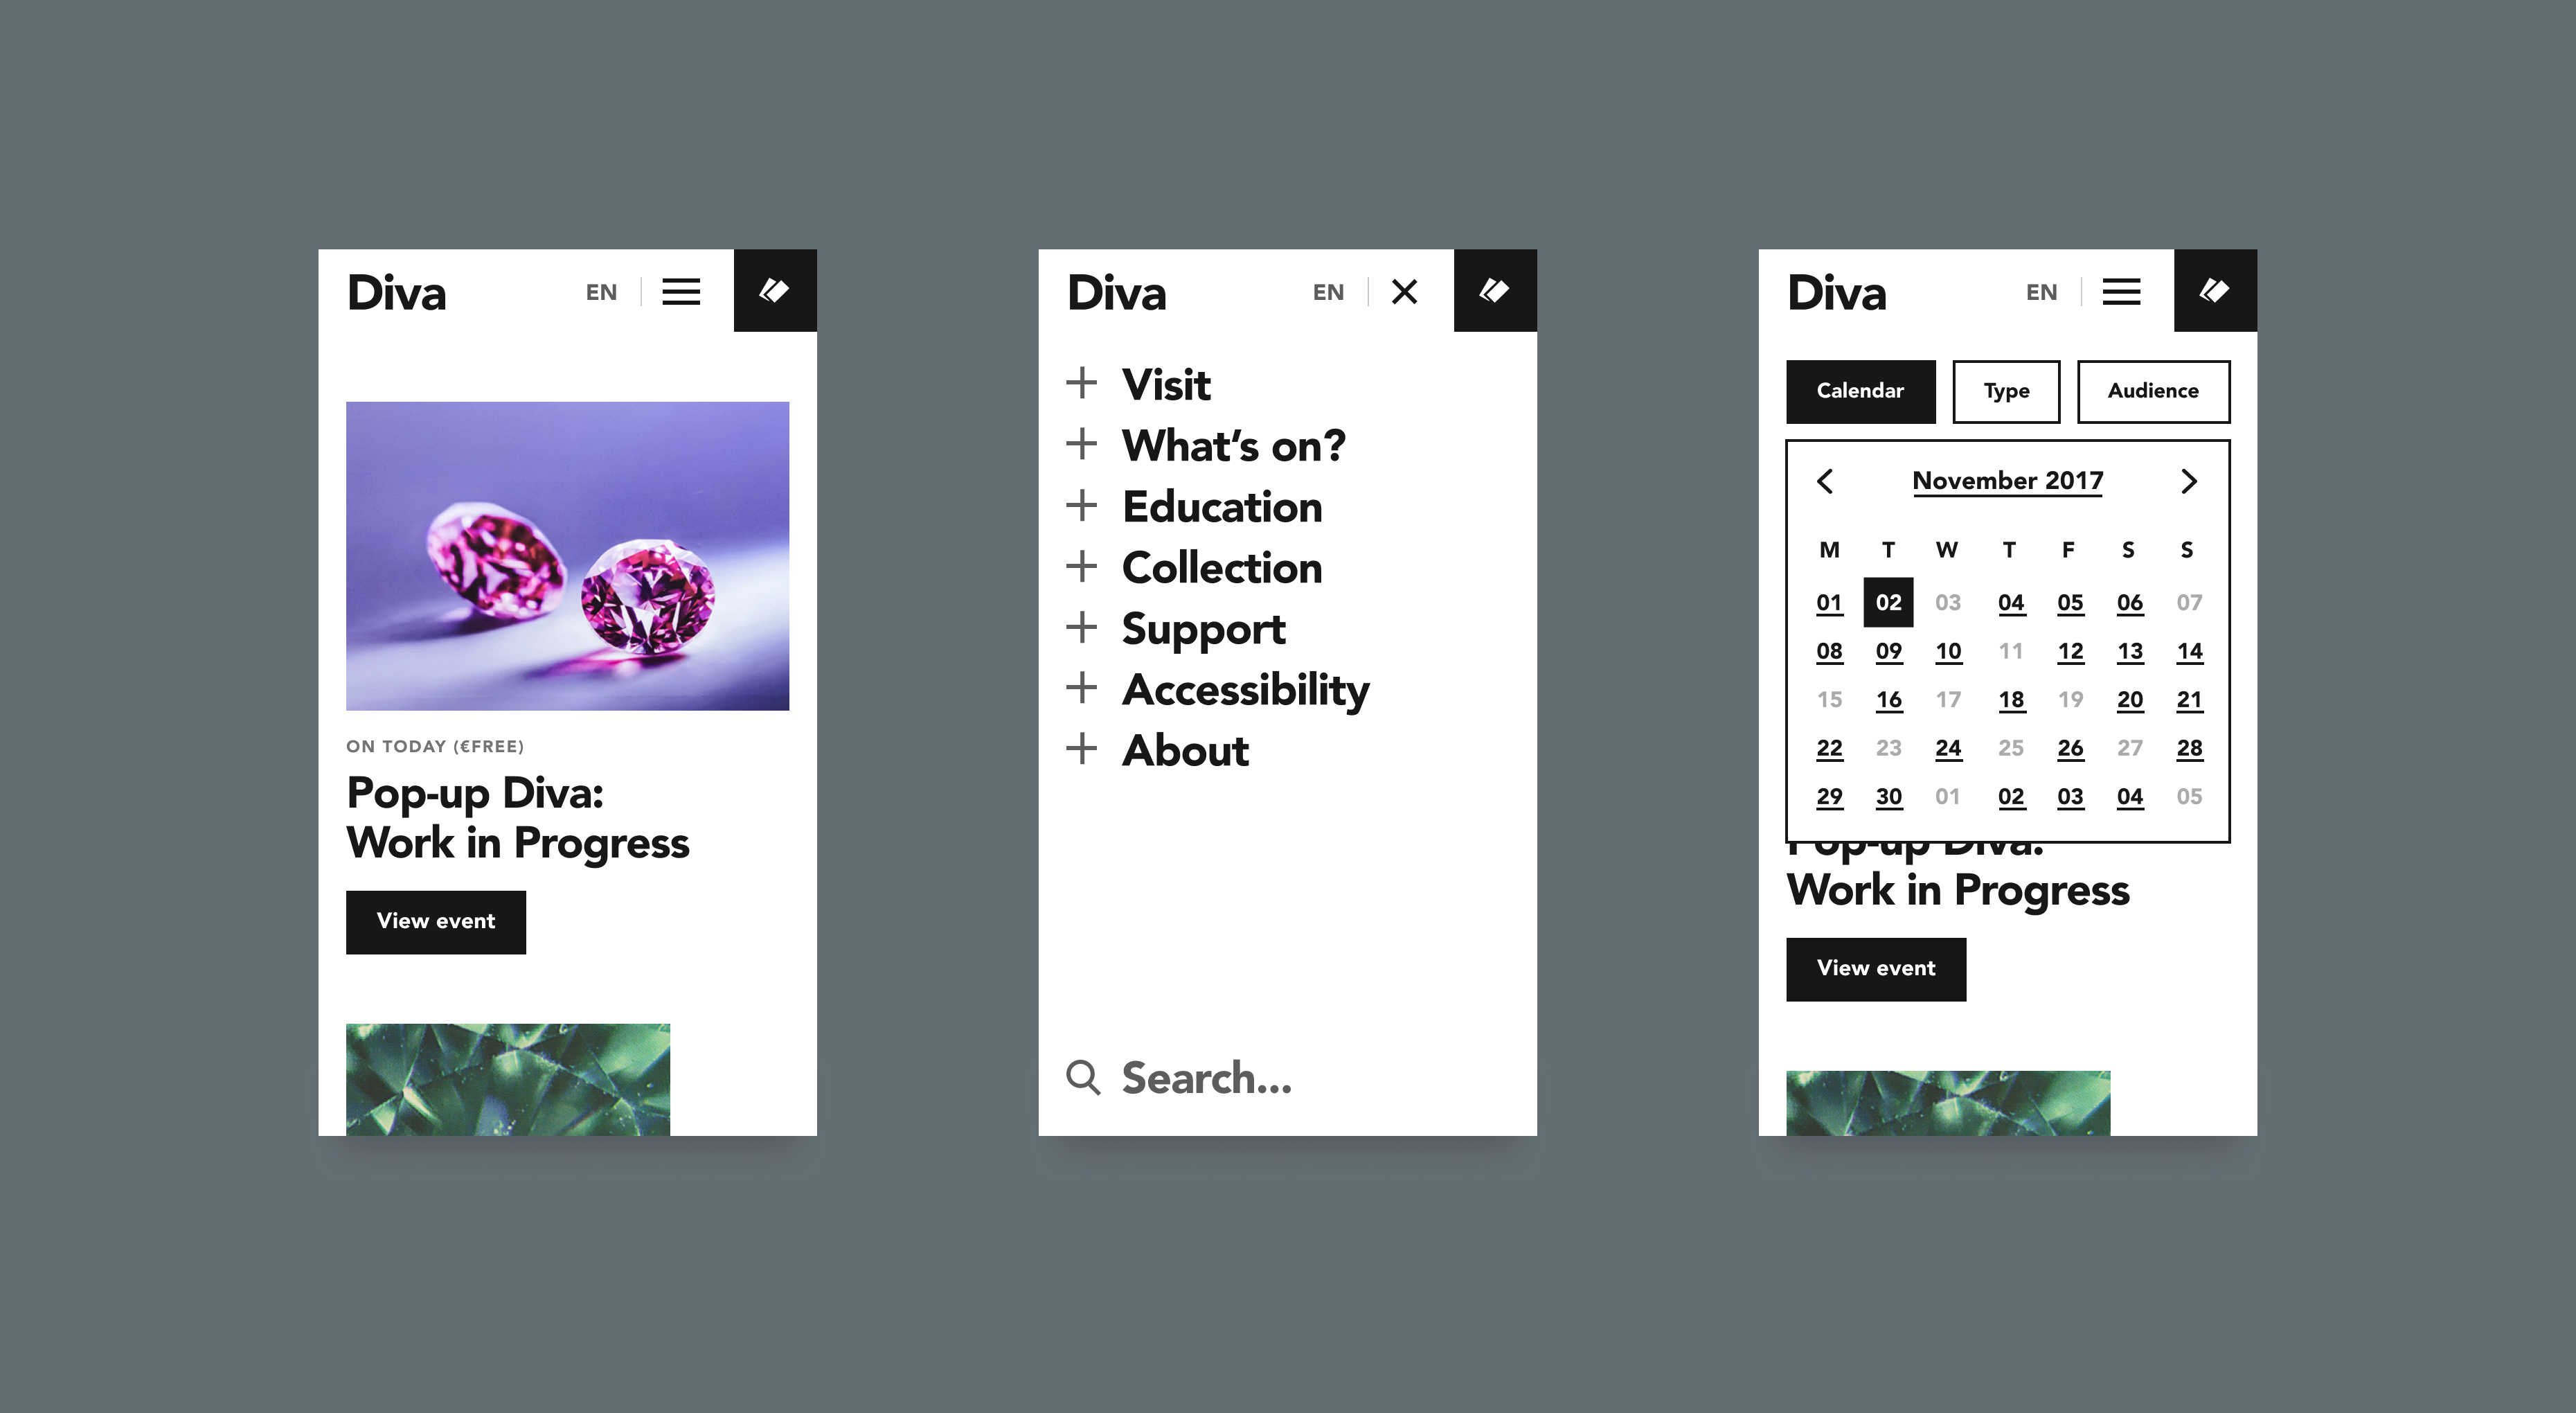 Diva
EN
ON TODAY (€FREE)
Pop-up Diva:
Work in Progress
View event
Diva
EN
Visit
What’s on?
Education
Collection
Support
Accessibility
About
Search...
Diva
EN
Calendar Type Audience
November 2017
M T W T F S S
01 02 03 04 05 06 07
08 09 10 11 12 13 14
15 16 17 18 19 20 21
22 23 24 25 26 27 28
29 30 01 02 03 04 05
Pop-up Diva:
Work in Progress
View event